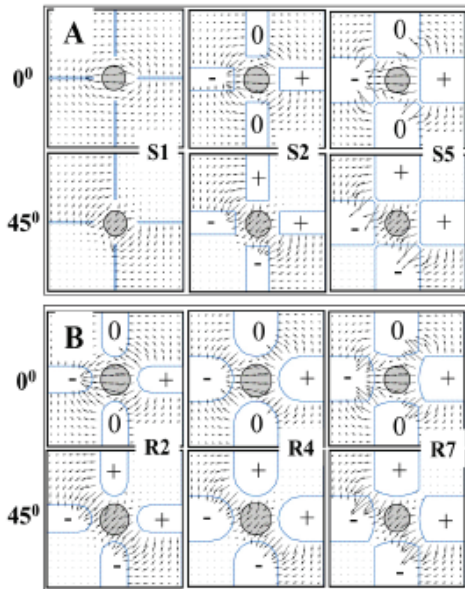 A 0 0
0⁰ - + - +
0 0
S1 S2 S5
+ +
45⁰ - + - +
- -
B 0 0 0
0⁰ - + - + - +
0 0 0
R2 R4 R7
+ + +
45⁰ - + - + - +
- - -